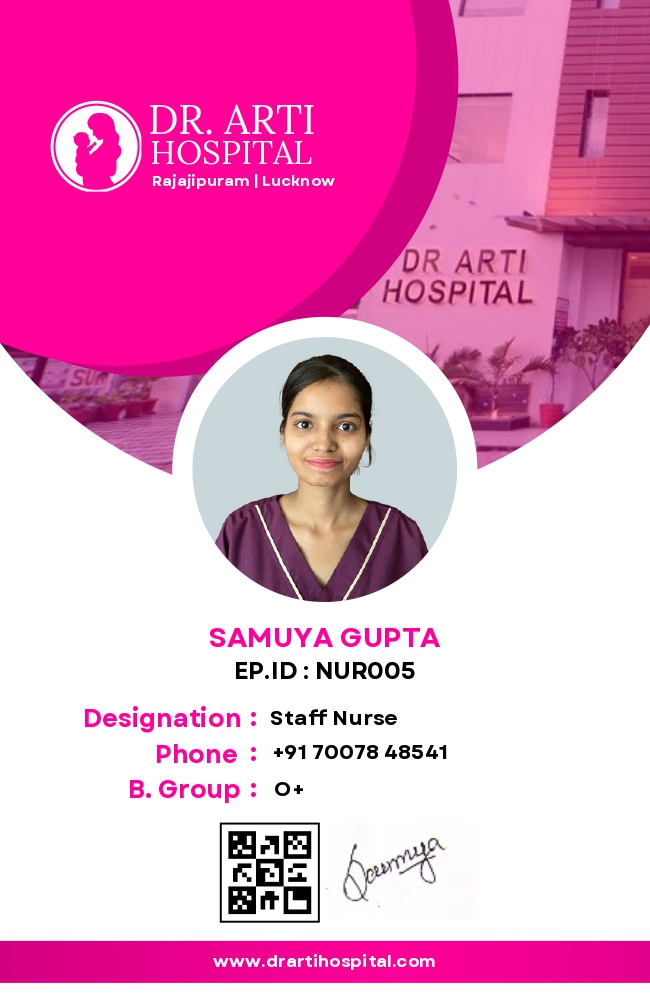 DR. ARTI
HOSPITAL
Rajajipuram | Lucknow
DR ARTI
HOSPITAL
SUR
SAMUYA GUPTA
EP.ID : NUR005
Designation : Staff Nurse
Phone : +91 70078 48541
B. Group : O+
Saumya
www.drartihospital.com